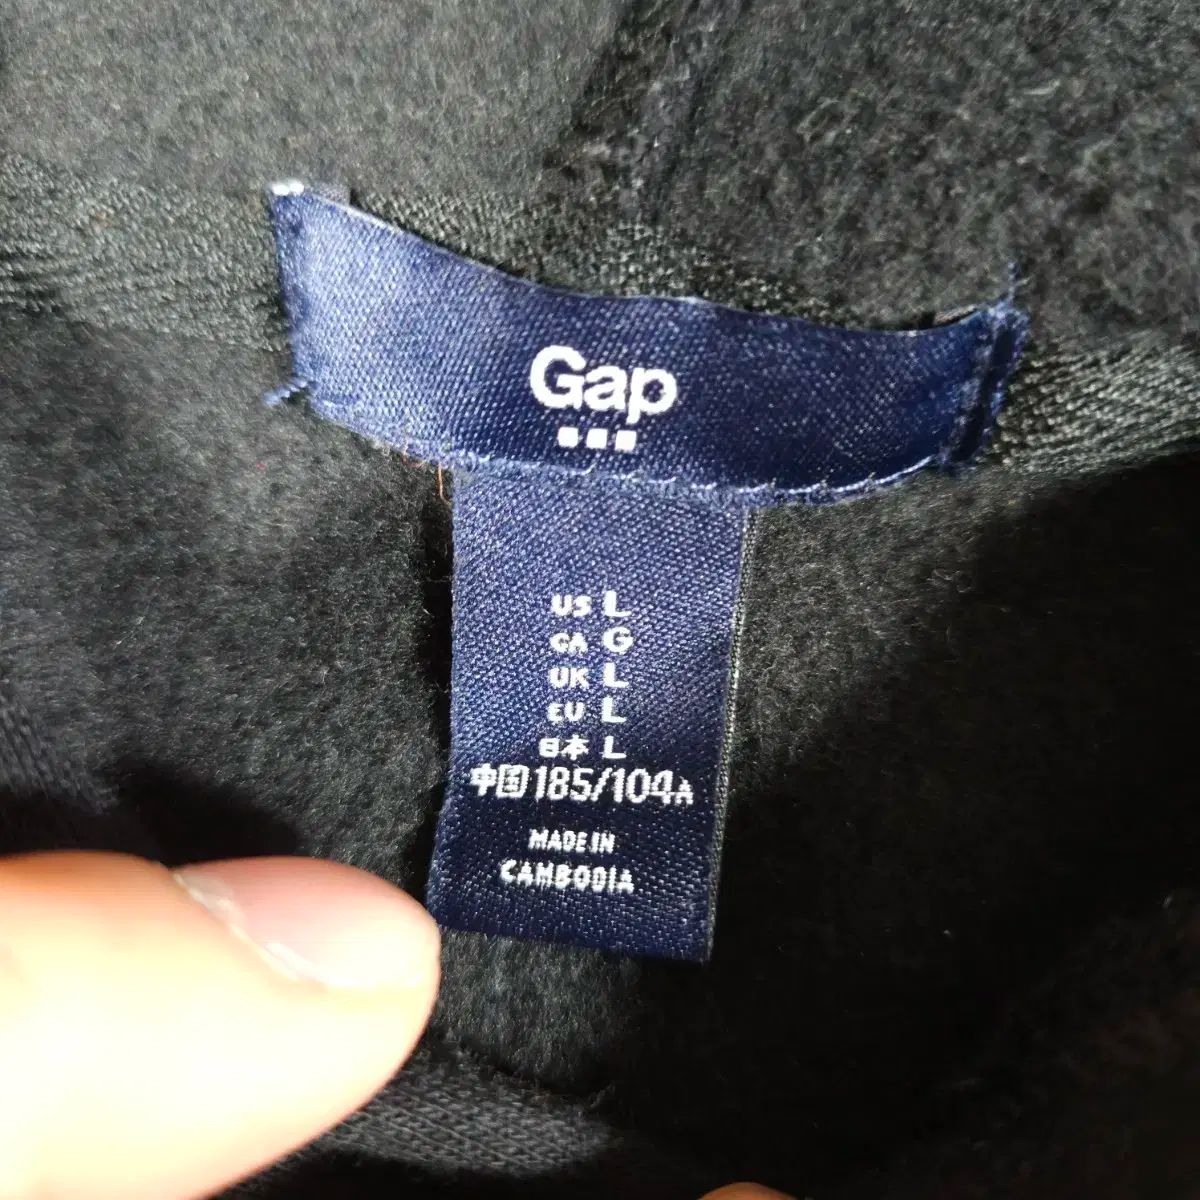 Gap
US L
CA G
UK L
EU L
日本 L
中国 185/104A
MADE IN
CAMBODIA